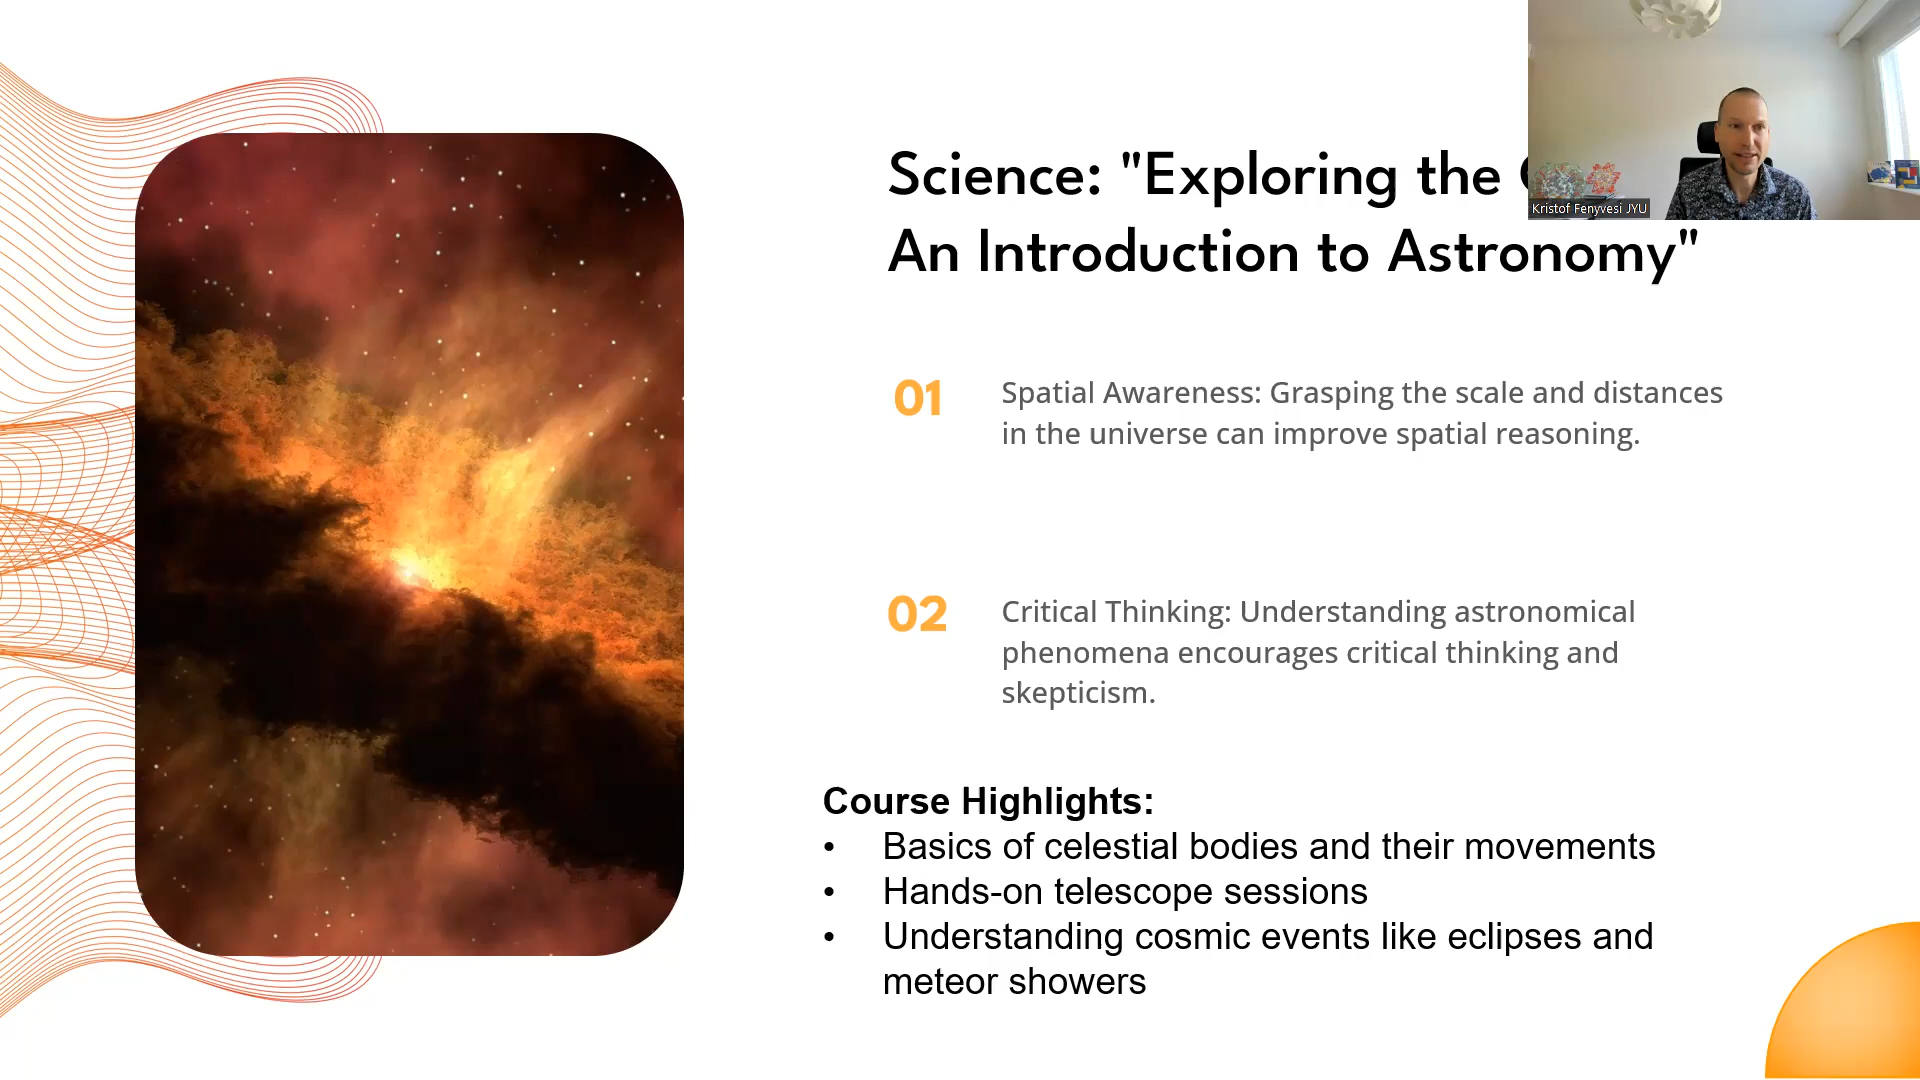 Science: "Exploring the
An Introduction to Astronomy"
Kristof Fenyvesi JYU
01
Spatial Awareness: Grasping the scale and distances
in the universe can improve spatial reasoning.
02
Critical Thinking: Understanding astronomical
phenomena encourages critical thinking and
skepticism.
Course Highlights:
• Basics of celestial bodies and their movements
• Hands-on telescope sessions
• Understanding cosmic events like eclipses and
meteor showers